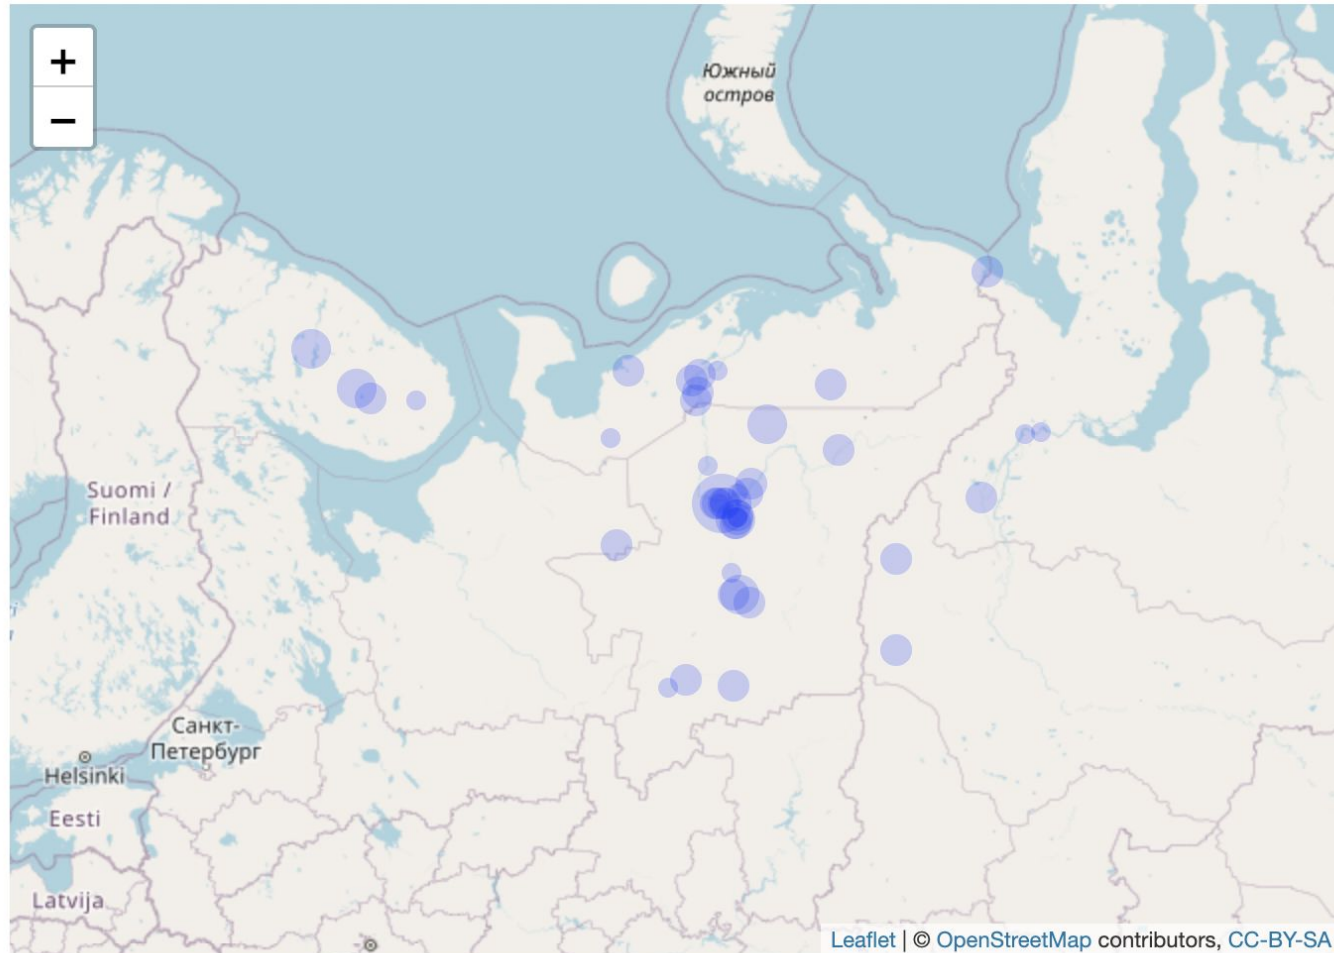 +
Южный
остров
−
Suomi /
Finland
Санкт-
Петербург
Helsinki
Eesti
Latvija
Leaflet | © OpenStreetMap contributors, CC-BY-SA